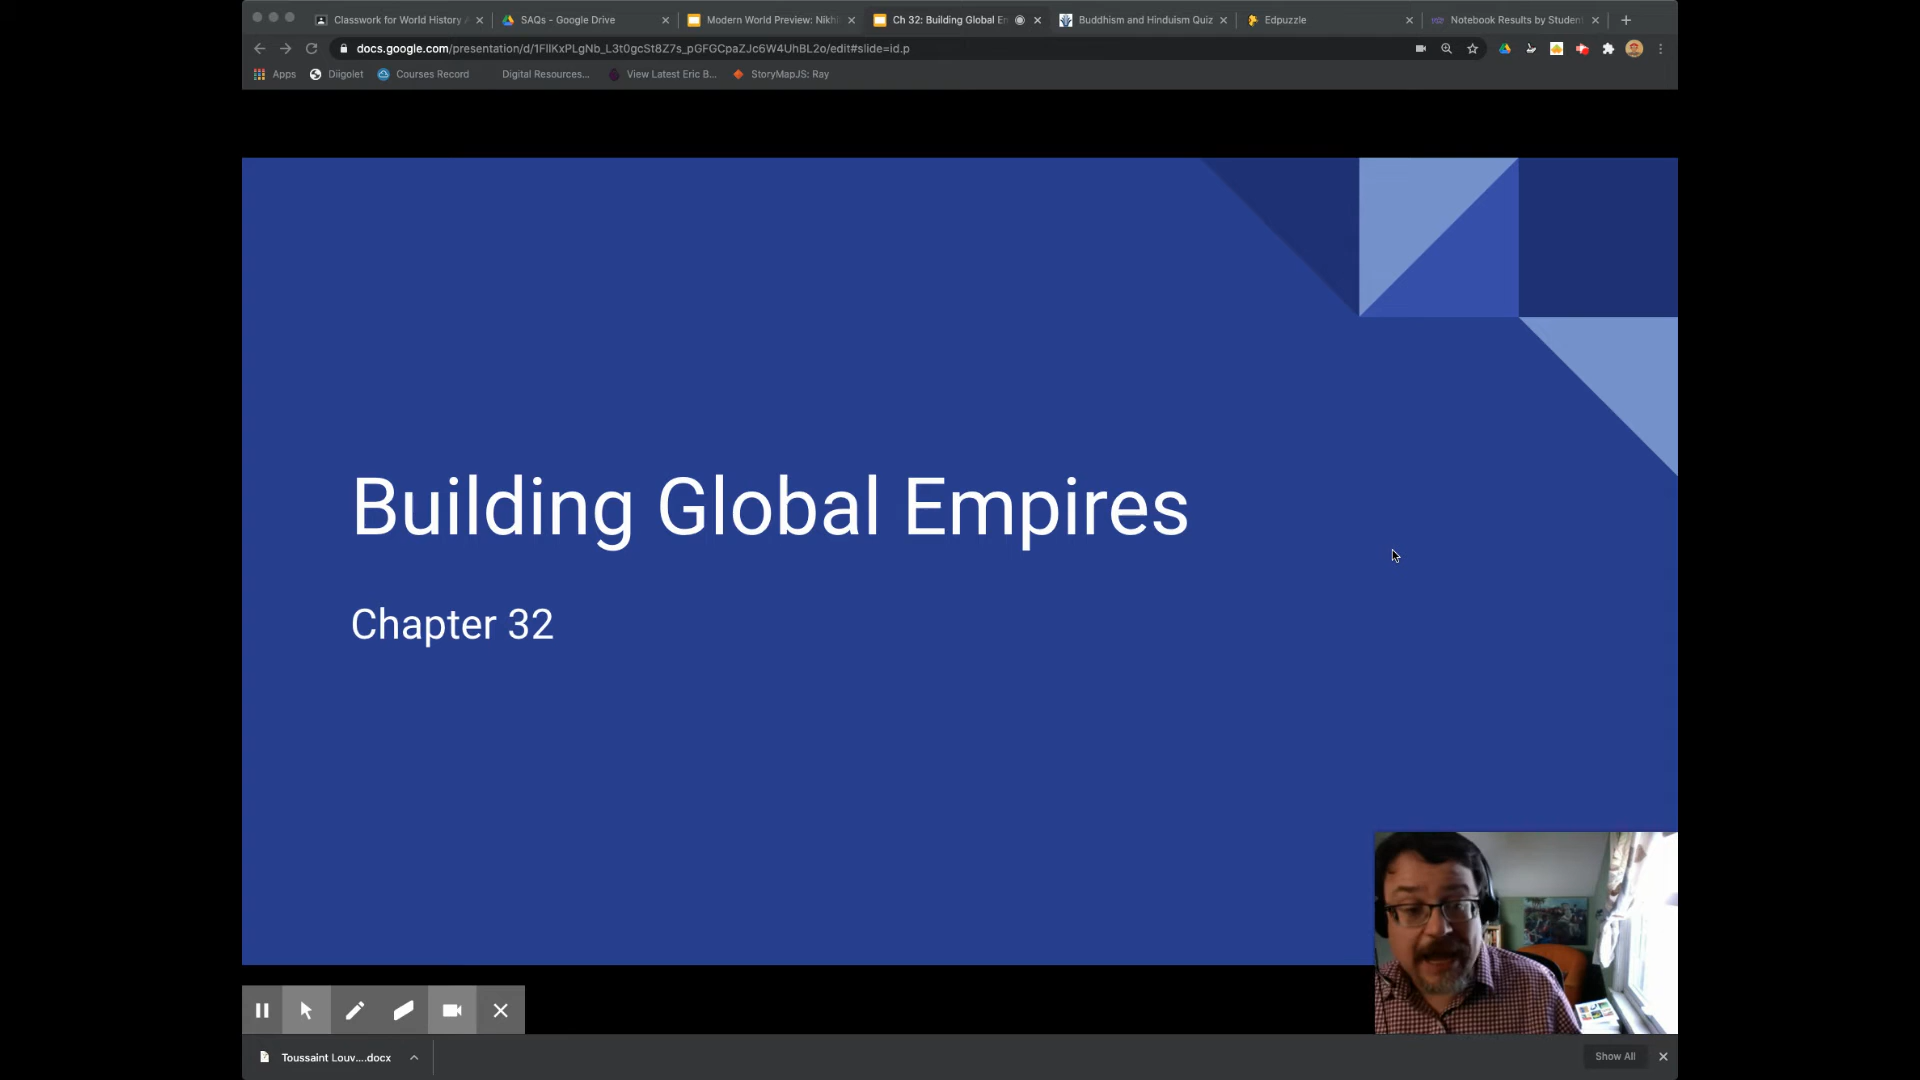 Classwork for World History
SAQs - Google Drive
Modern World Preview: Nikhi
Ch 32: Building Global E
Buddhism and Hinduism Quiz
Edpuzzle
Notebook Results by Student
docs.google.com/presentation/d/1FIlKxPLgNb_L3t0gcSt8Z7s_pGFGCpaZJc6W4UhBL2o/edit#slide=id.p
Apps
Diigolet
Courses Record
Digital Resources...
View Latest Eric B...
StoryMapJS: Ray
Building Global Empires
Chapter 32
Toussaint Louv....docx
Show All